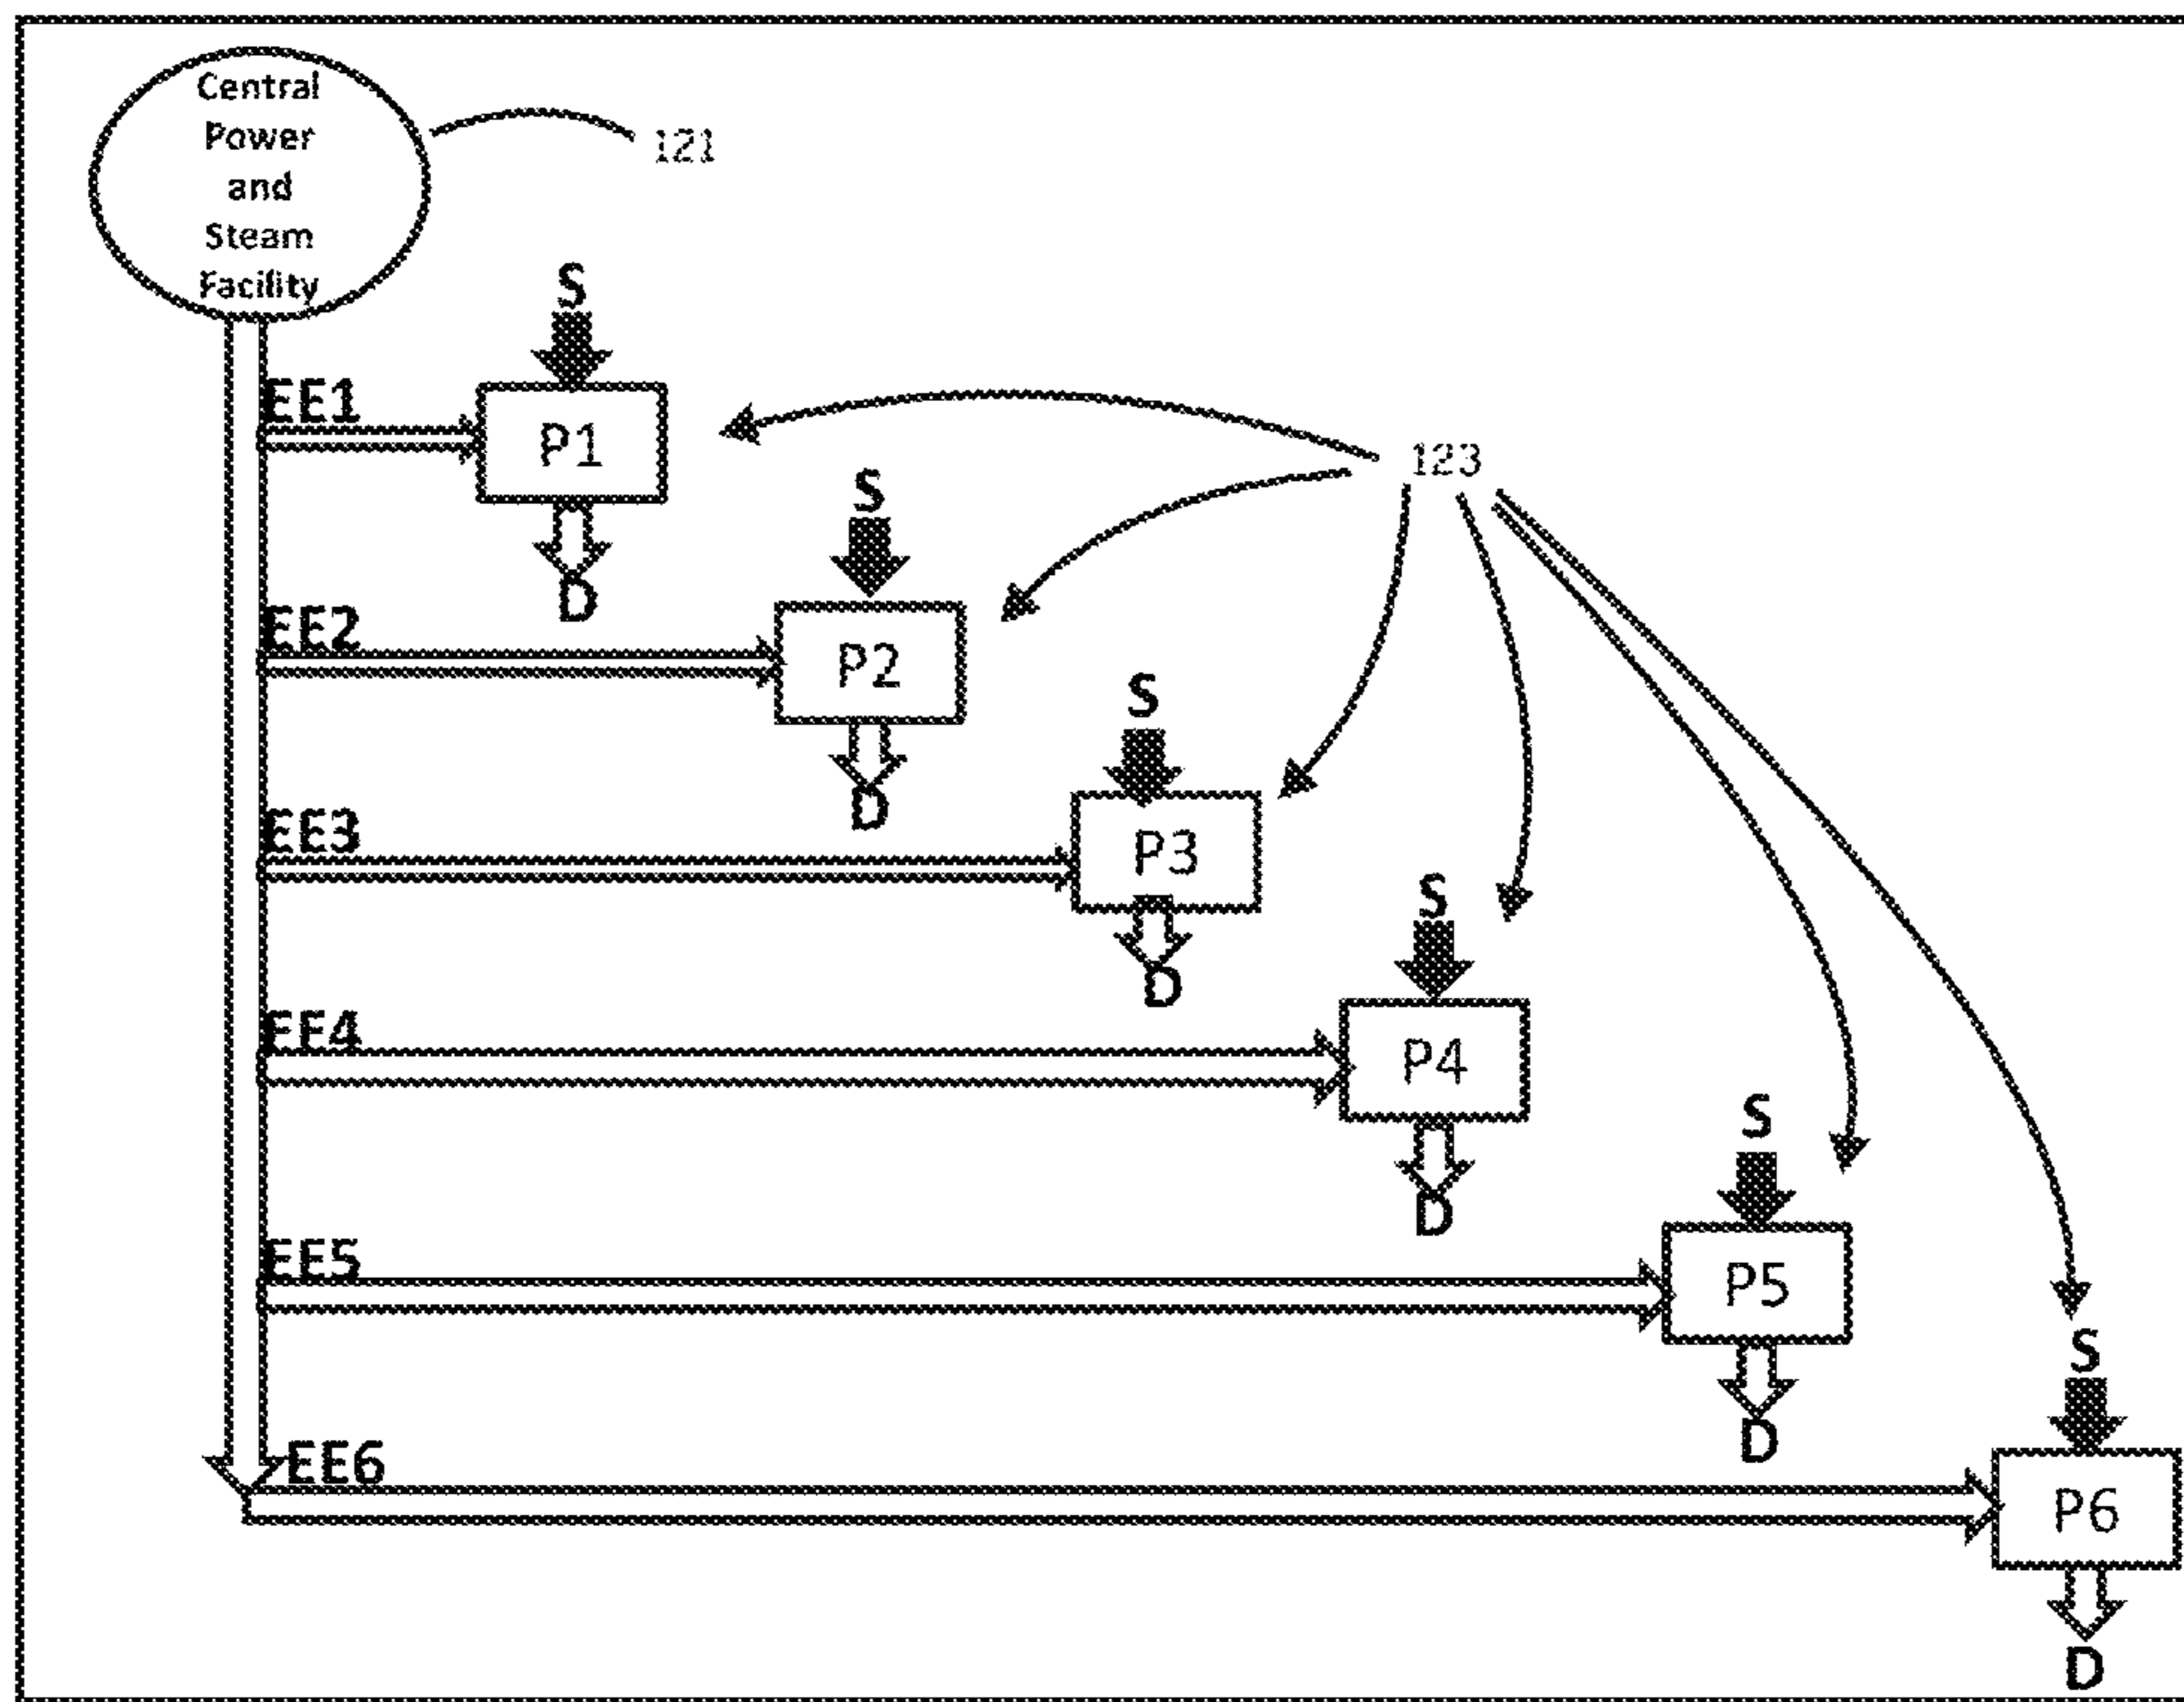 Central
Power
and
Steam
Facility
121
S
EE1
P1
123
S
D
EE2
P2
S
D
EE3
P3
S
D
EE4
P4
S
D
EE5
P5
S
D
EE6
P6
D